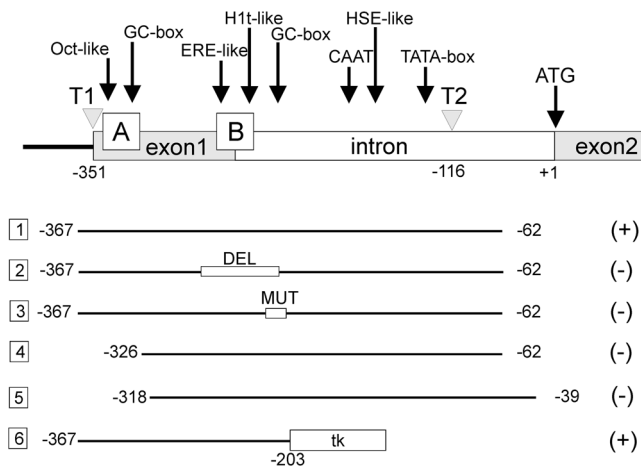 H1t-like HSE-like
Oct-like GC-box ERE-like GC-box CAAT TATA-box
T1 T2 ATG
A B
exon1 intron exon2
-351 -116 +1
1 -367 -62 (+)
DEL
2 -367 -62 (-)
MUT
3 -367 -62 (-)
4 -326 -62 (-)
5 -318 -39 (-)
6 -367 tk (+)
-203